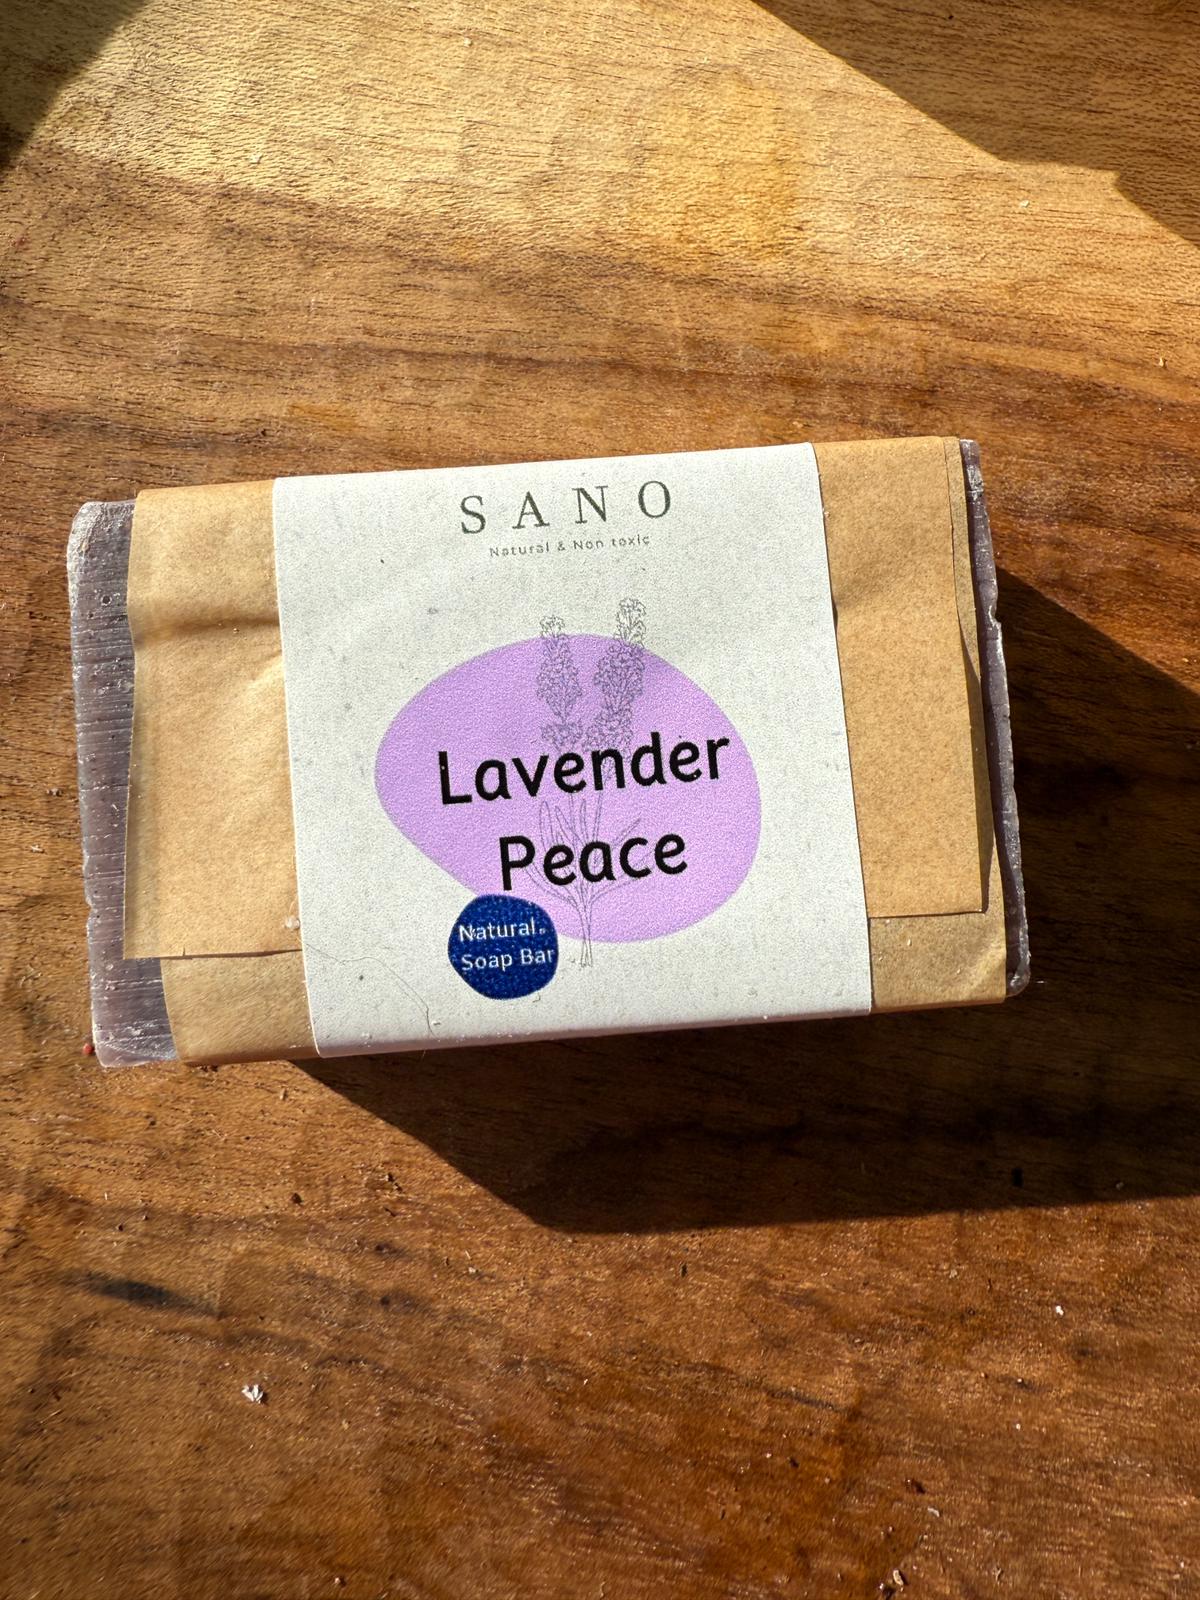 SANO
Natural & Non toxic
Lavender
Peace
Natural
Soap Bar